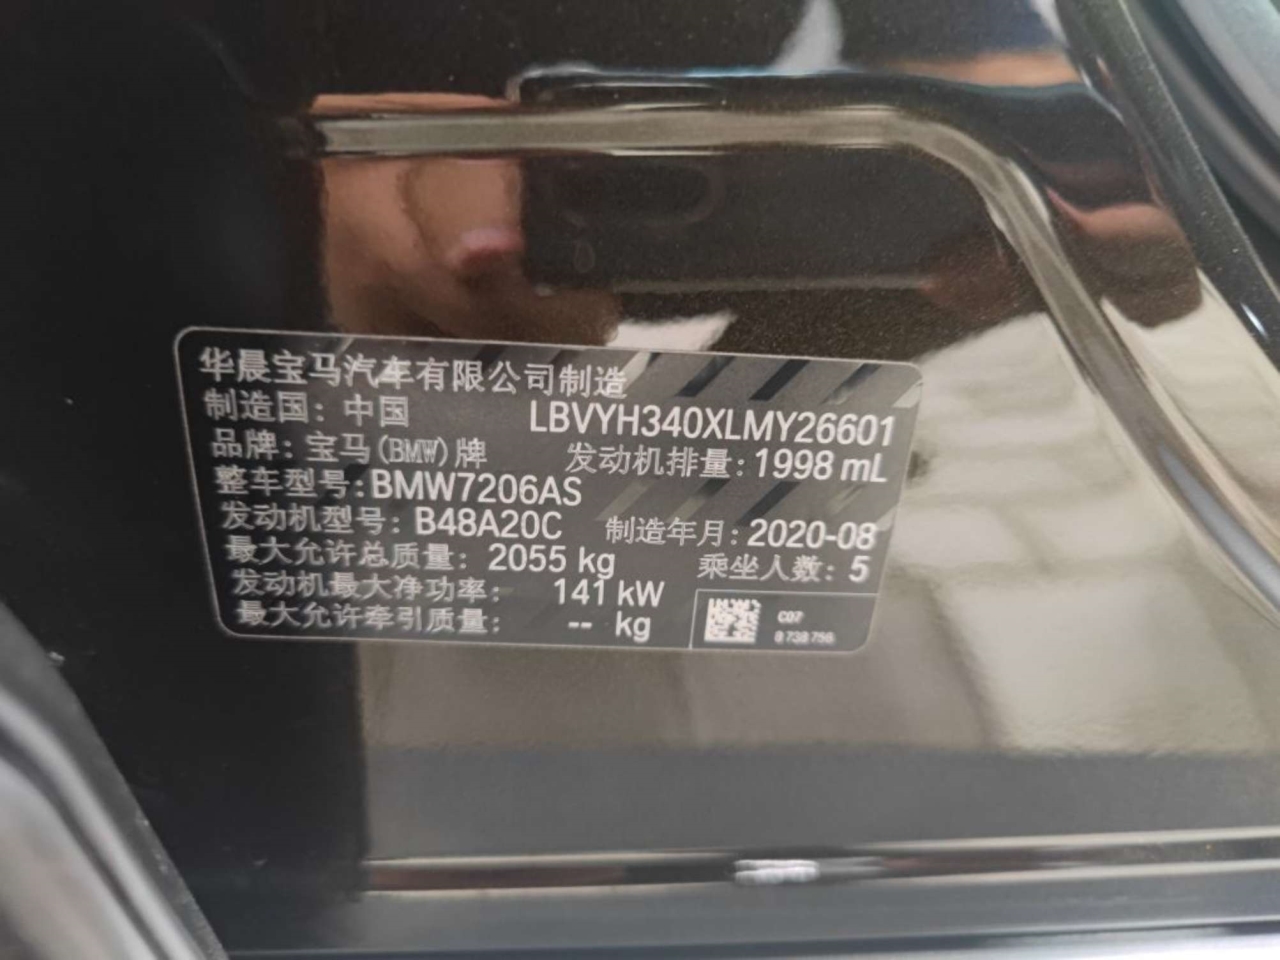 华晨宝马汽车有限公司制造
制造国：中国 LBVYH340XLMY26601
品牌：宝马(BMW)牌 发动机排量：1998 mL
整车型号:BMW7206AS
发动机型号：B48A20C 制造年月：2020-08
最大允许总质量：2055 kg 乘坐人数：5
发动机最大净功率：141 kW
最大允许牵引质量：-- kg
C07
8 738 756